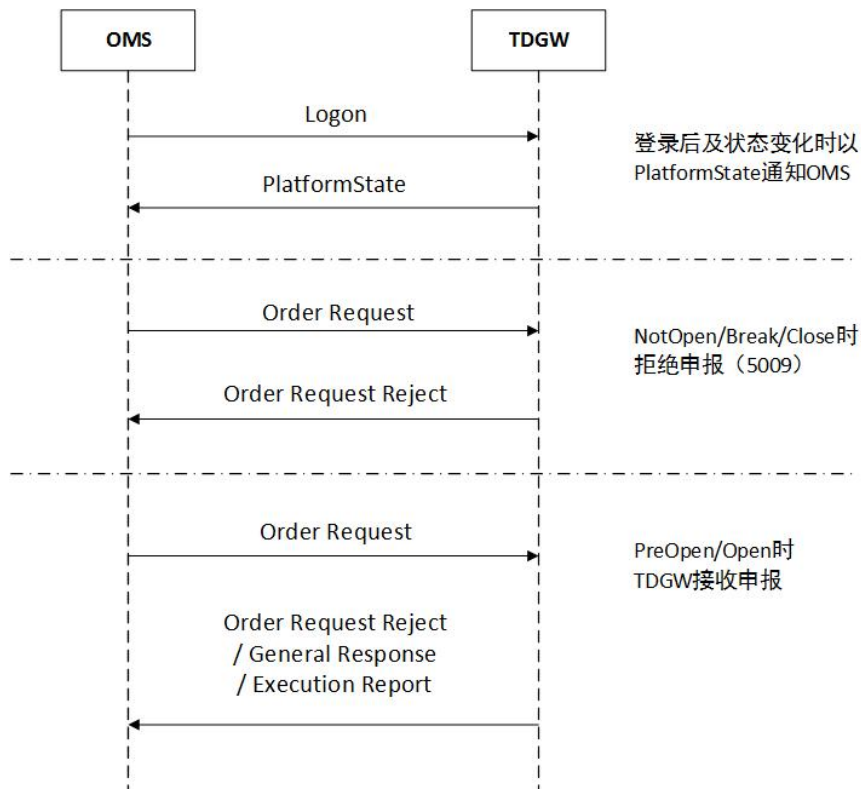 OMS
TDGW
Logon
登录后及状态变化时以
PlatformState通知OMS
PlatformState
Order Request
NotOpen/Break/Close时
拒绝申报（5009）
Order Request Reject
Order Request
PreOpen/Open时
TDGW接收申报
Order Request Reject
/ General Response
/ Execution Report